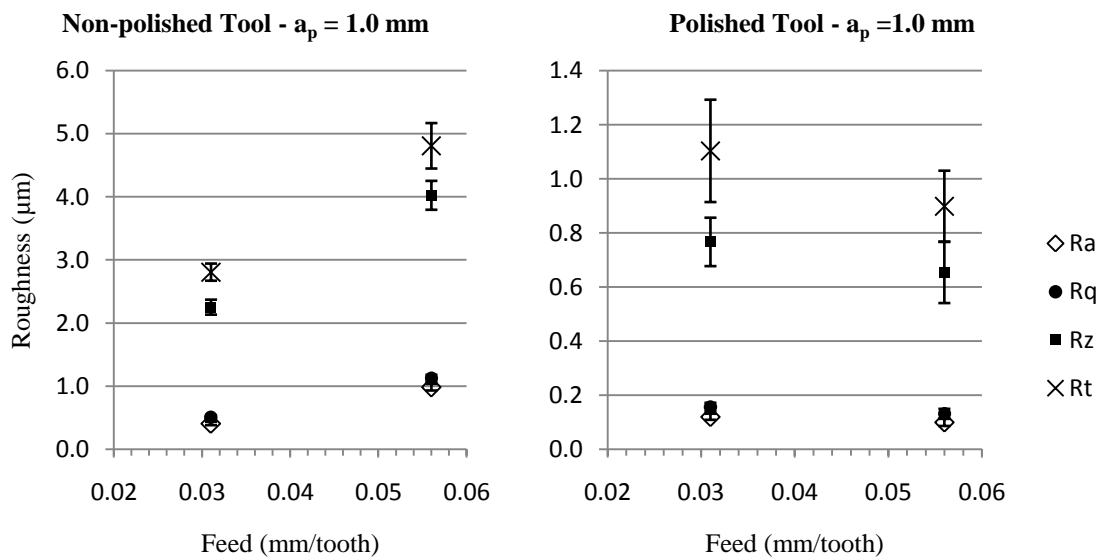 Non-polished Tool - aₚ = 1.0 mm
Polished Tool - aₚ =1.0 mm
Roughness (µm)
6.0
5.0
4.0
3.0
2.0
1.0
0.0
0.02 0.03 0.04 0.05 0.06
Feed (mm/tooth)
1.4
1.2
1.0
0.8
0.6
0.4
0.2
0.0
0.02 0.03 0.04 0.05 0.06
Feed (mm/tooth)
Ra
Rq
Rz
Rt